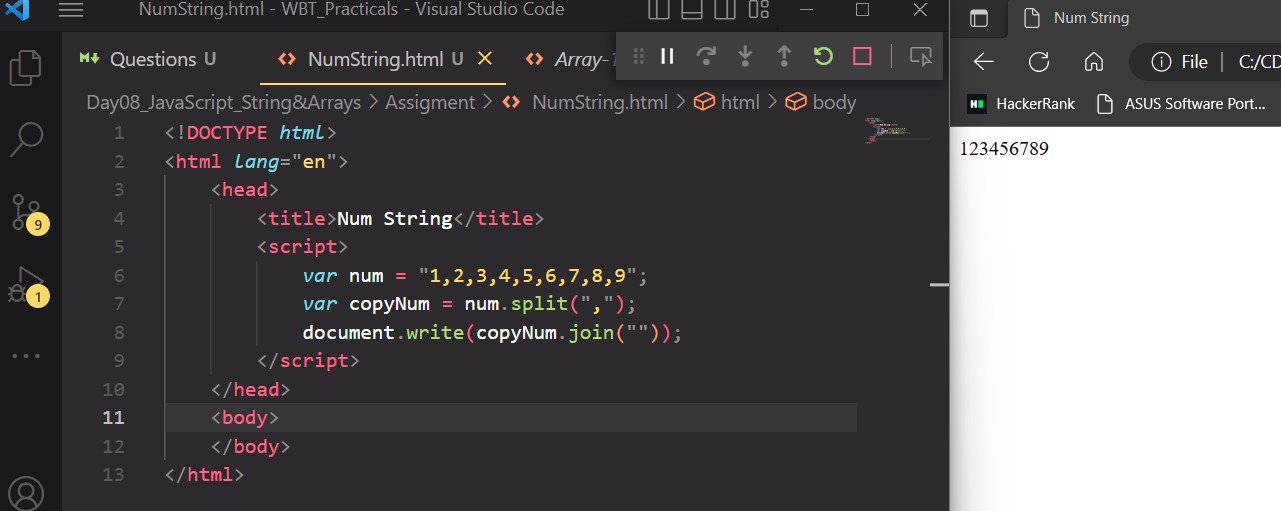 NumString.html - WBT_Practicals - Visual Studio Code
Questions U
NumString.html U
Array-
Day08_JavaScript_String&Arrays > Assigment > NumString.html > html > body
1 <!DOCTYPE html>
2 <html lang="en">
3 <head>
4 <title>Num String</title>
5 <script>
6 var num = "1,2,3,4,5,6,7,8,9";
7 var copyNum = num.split(",");
8 document.write(copyNum.join(""));
9 </script>
10 </head>
11 <body>
12 </body>
13 </html>
9
1
Num String
File C:/CD
HackerRank ASUS Software Port...
123456789